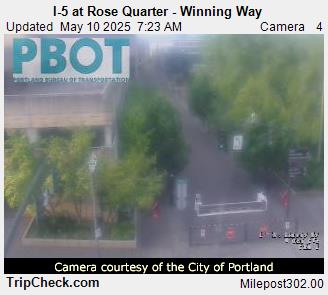 I-5 at Rose Quarter - Winning Way
Updated May 10 2025 7:23 AM Camera 4
PBOT
PORTLAND BUREAU OF TRANSPORTATION
Camera courtesy of the City of Portland
TripCheck.com Milepost302.00